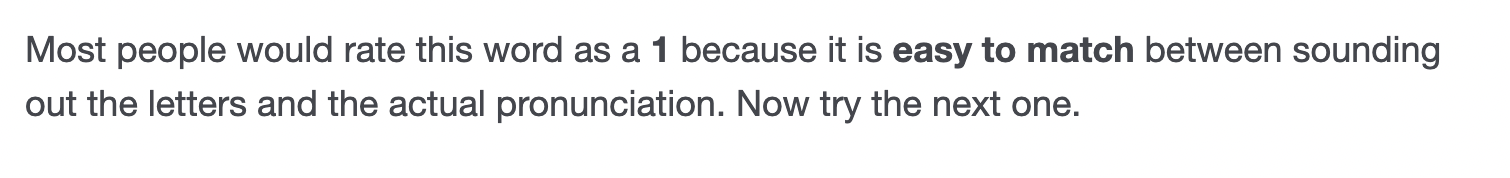 Most people would rate this word as a 1 because it is easy to match between sounding
out the letters and the actual pronunciation. Now try the next one.